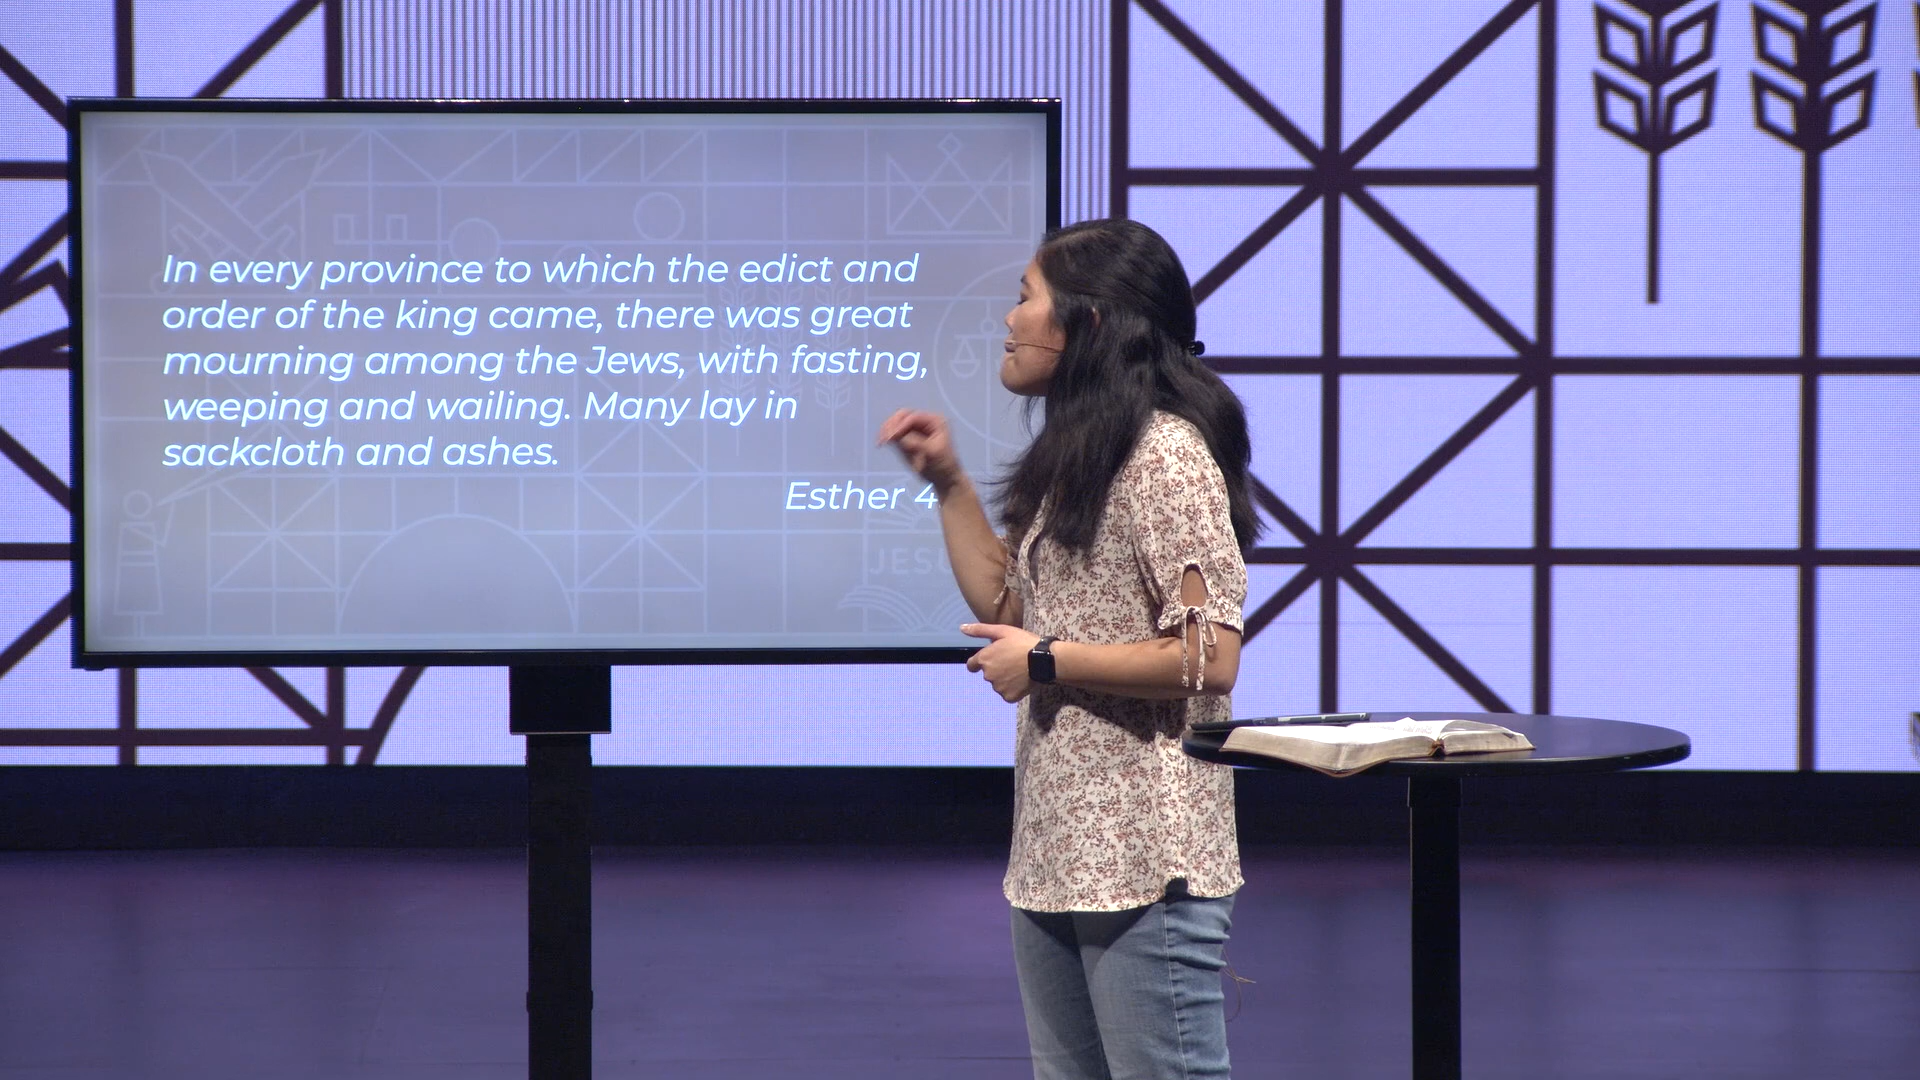 In every province to which the edict and
order of the king came, there was great
mourning among the Jews, with fasting,
weeping and wailing. Many lay in
sackcloth and ashes.
Esther 4